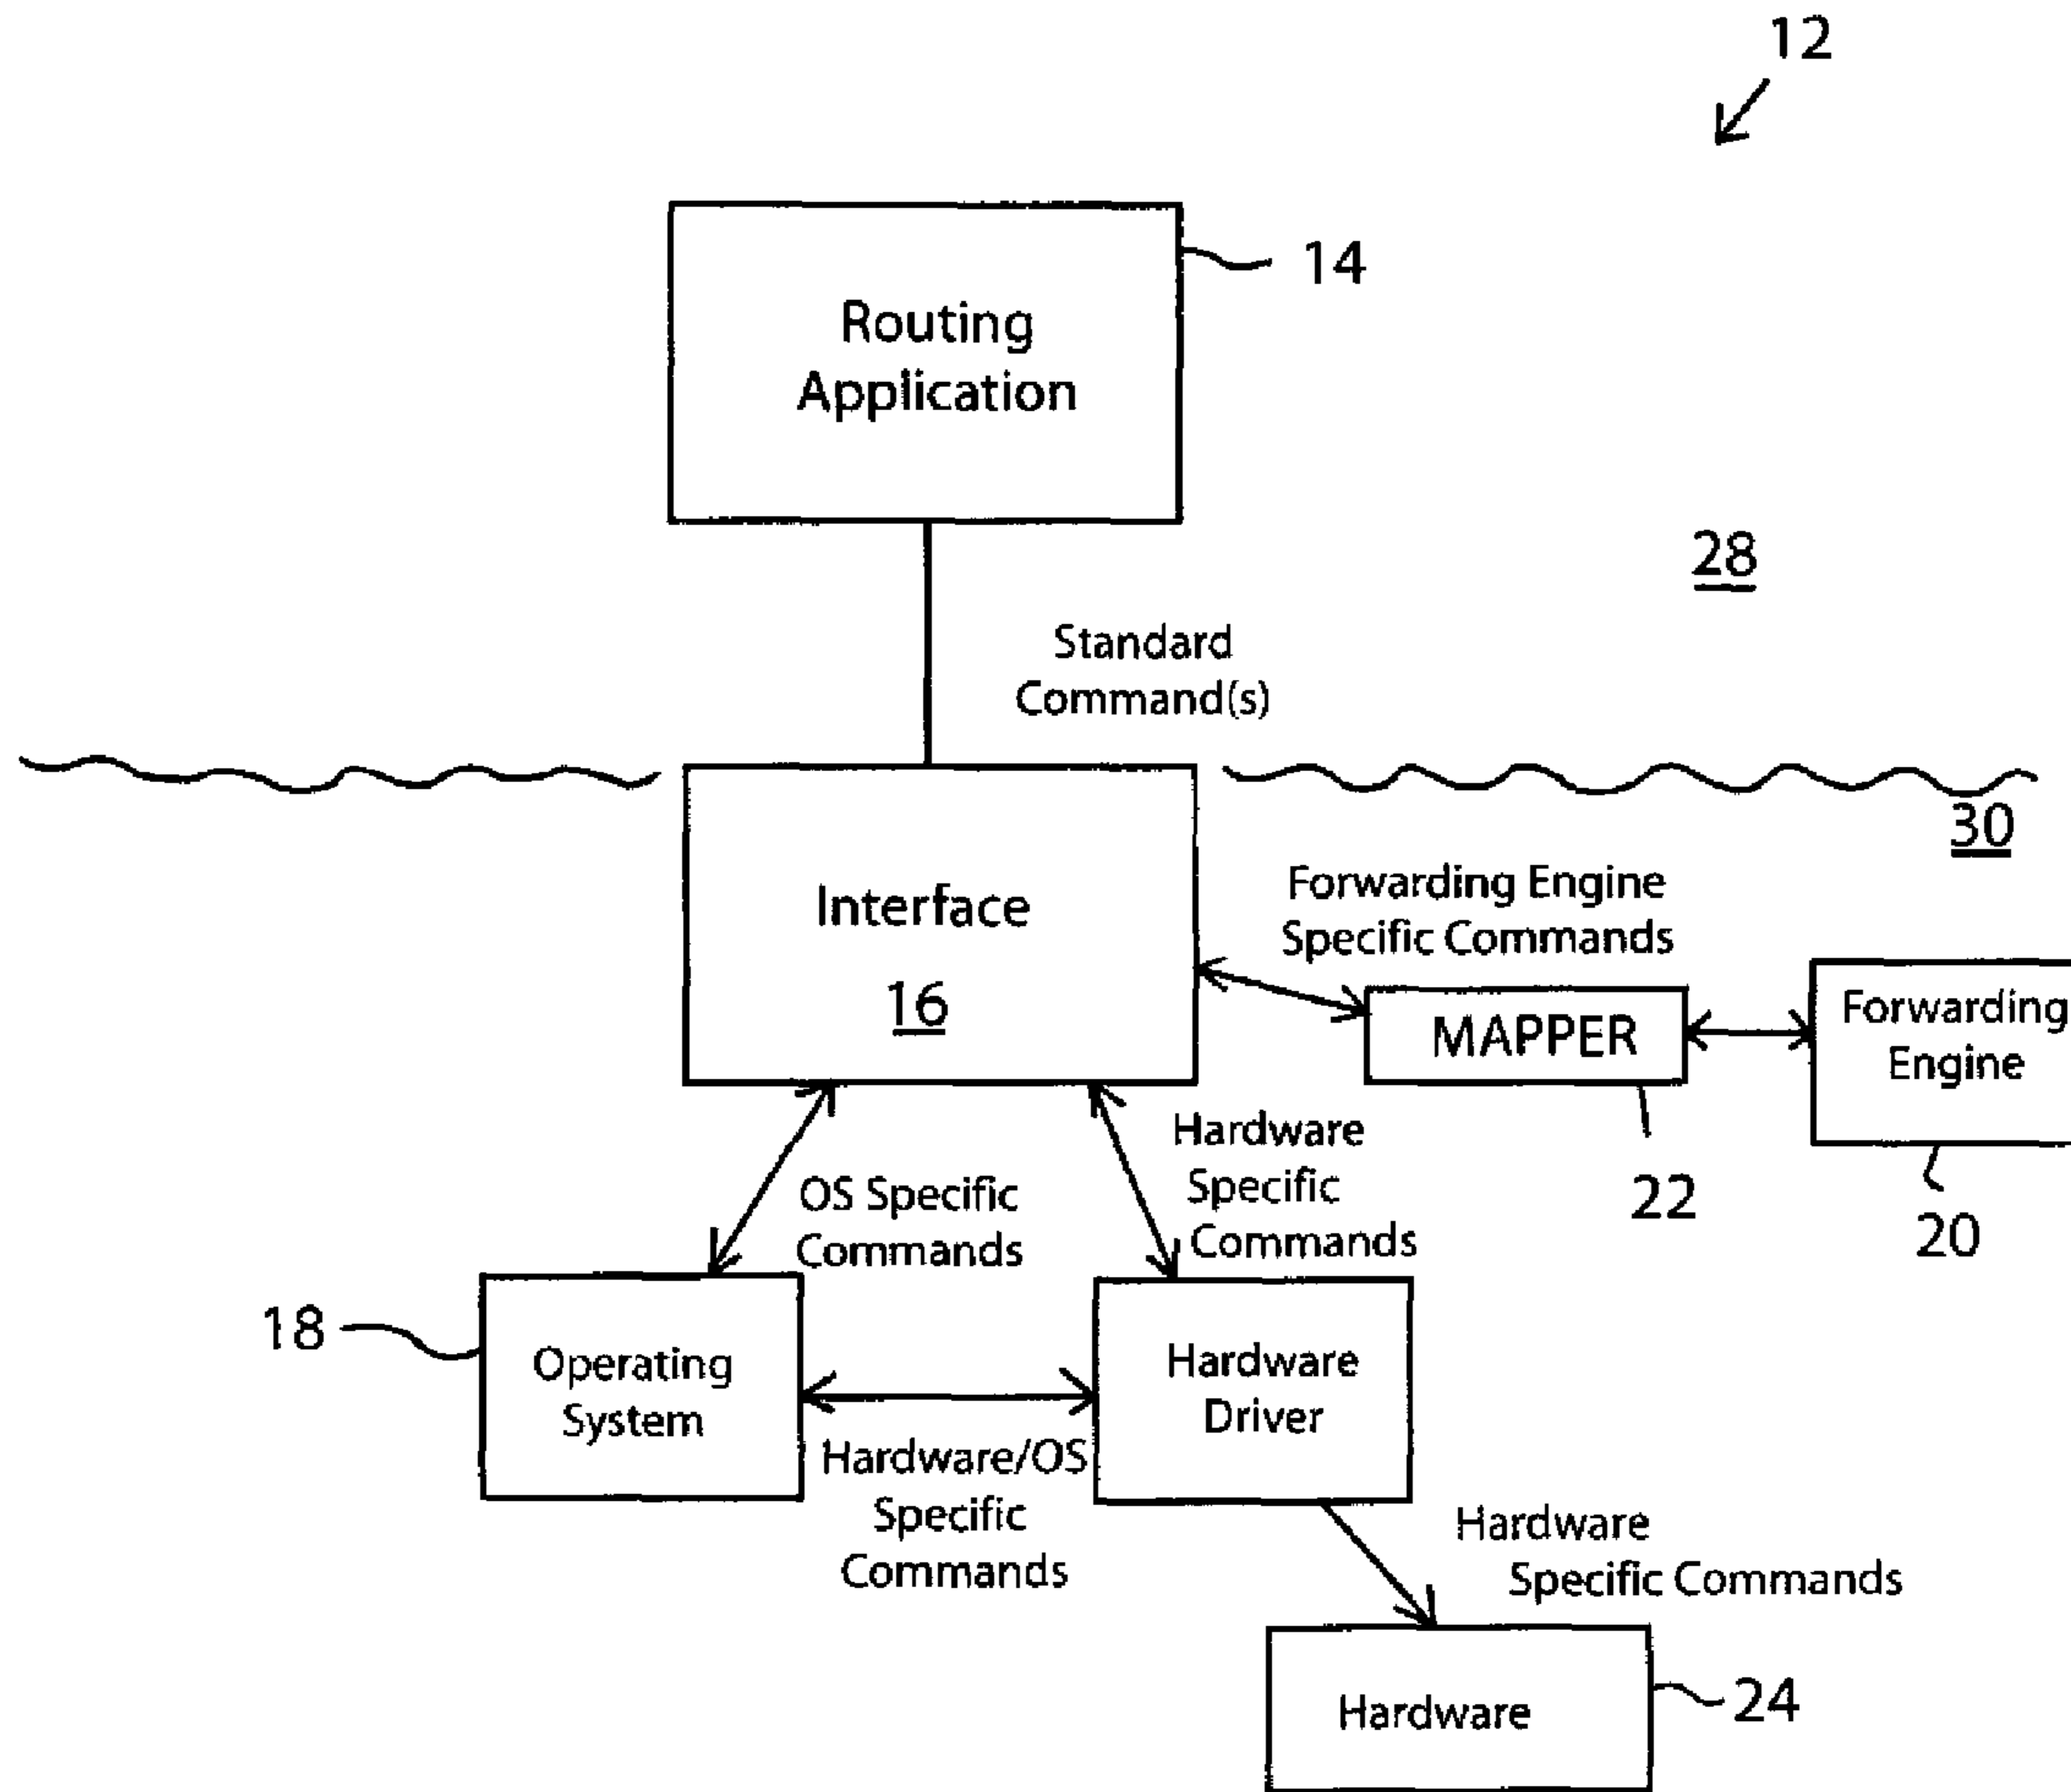 12
Routing
Application
14
28
Standard
Command(s)
30
Interface
16
Forwarding Engine
Specific Commands
MAPPER
Forwarding
Engine
22
20
Hardware
Specific
Commands
OS Specific
Commands
18
Operating
System
Hardware
Driver
Hardware/OS
Specific
Commands
Hardware
Specific Commands
Hardware
24